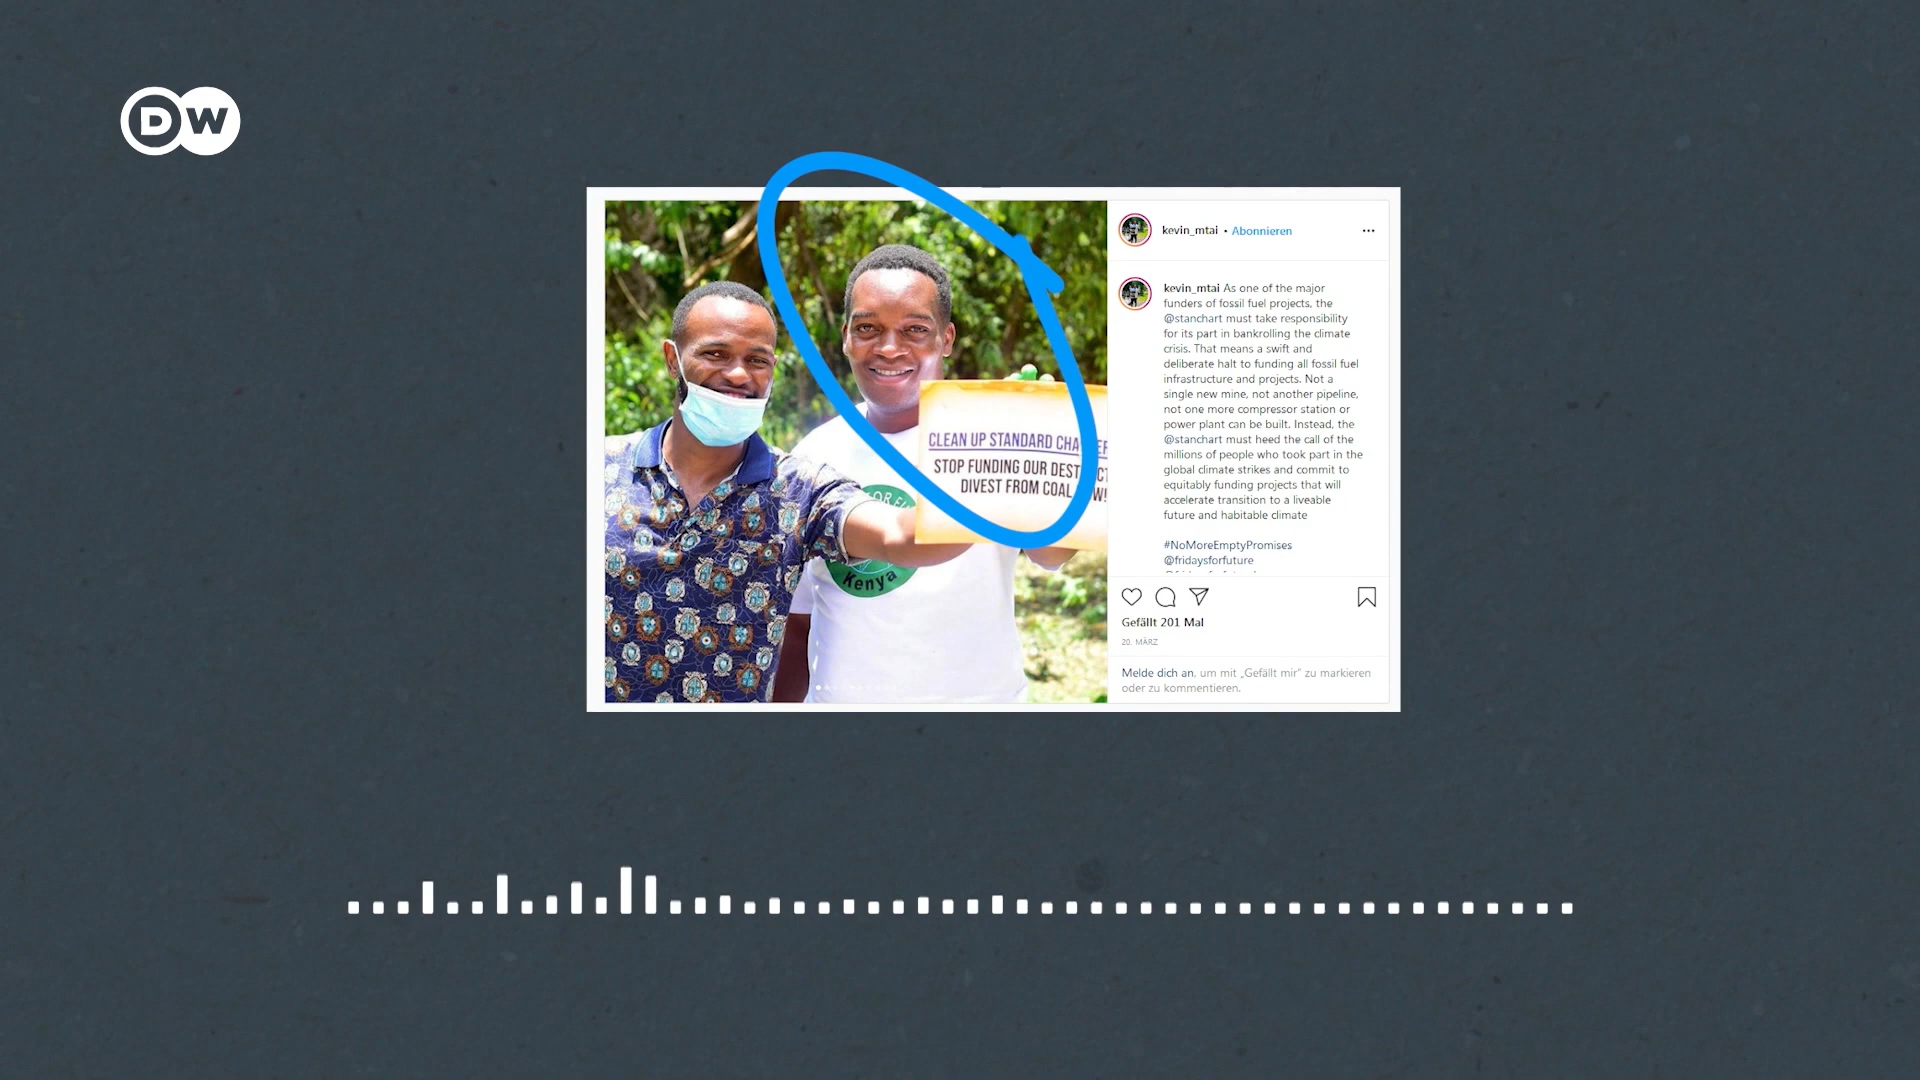 DW
CLEAN UP STANDARD
STOP FUNDING OUR
DIVEST FROM COAL
Kenya
kevin_mtai • Abonnieren
kevin_mtai As one of the major
funders of fossil fuel projects, the
@stanchart must take responsibility
for its part in bankrolling the climate
crisis. That means a swift and
deliberate halt to funding all fossil fuel
infrastructure and projects. Not a
single new mine, not another pipeline,
not one more compressor station or
power plant can be built. Instead, the
@stanchart must heed the call of the
millions of people who took part in the
global climate strikes and commit to
equitably funding projects that will
accelerate transition to a liveable
future and habitable climate
#NoMoreEmptyPromises
@fridaysforfuture
Gefällt 201 Mal
20. MÄRZ
Melde dich an, um mit „Gefällt mir“ zu markieren
oder zu kommentieren.